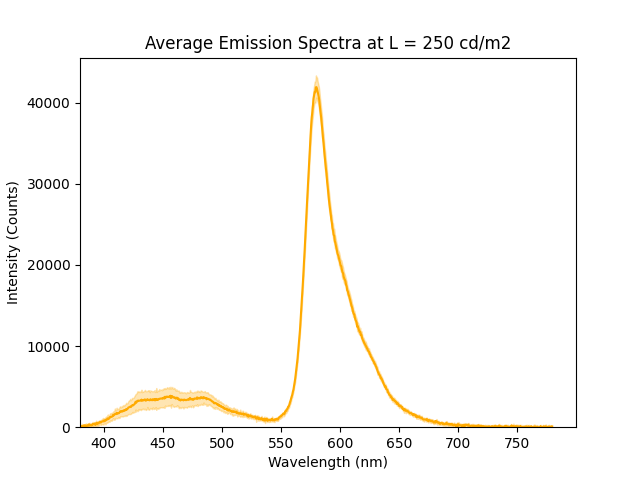 Average Emission Spectra at L = 250 cd/m2
40000
30000
20000
10000
0
Intensity (Counts)
400 450 500 550 600 650 700 750
Wavelength (nm)